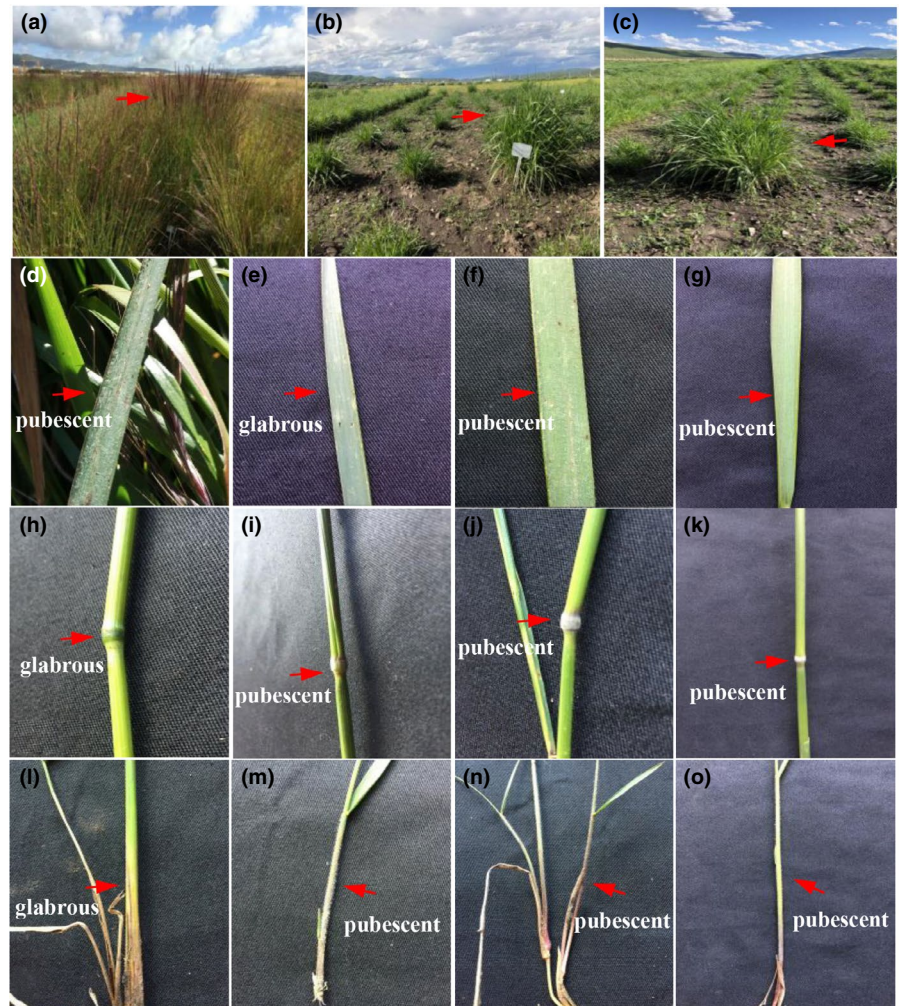 (a) (b) (c)
(d) (e) (f) (g)
pubescent glabrous pubescent pubescent
(h) (i) (j) (k)
glabrous pubescent pubescent pubescent
(l) (m) (n) (o)
glabrous pubescent pubescent pubescent